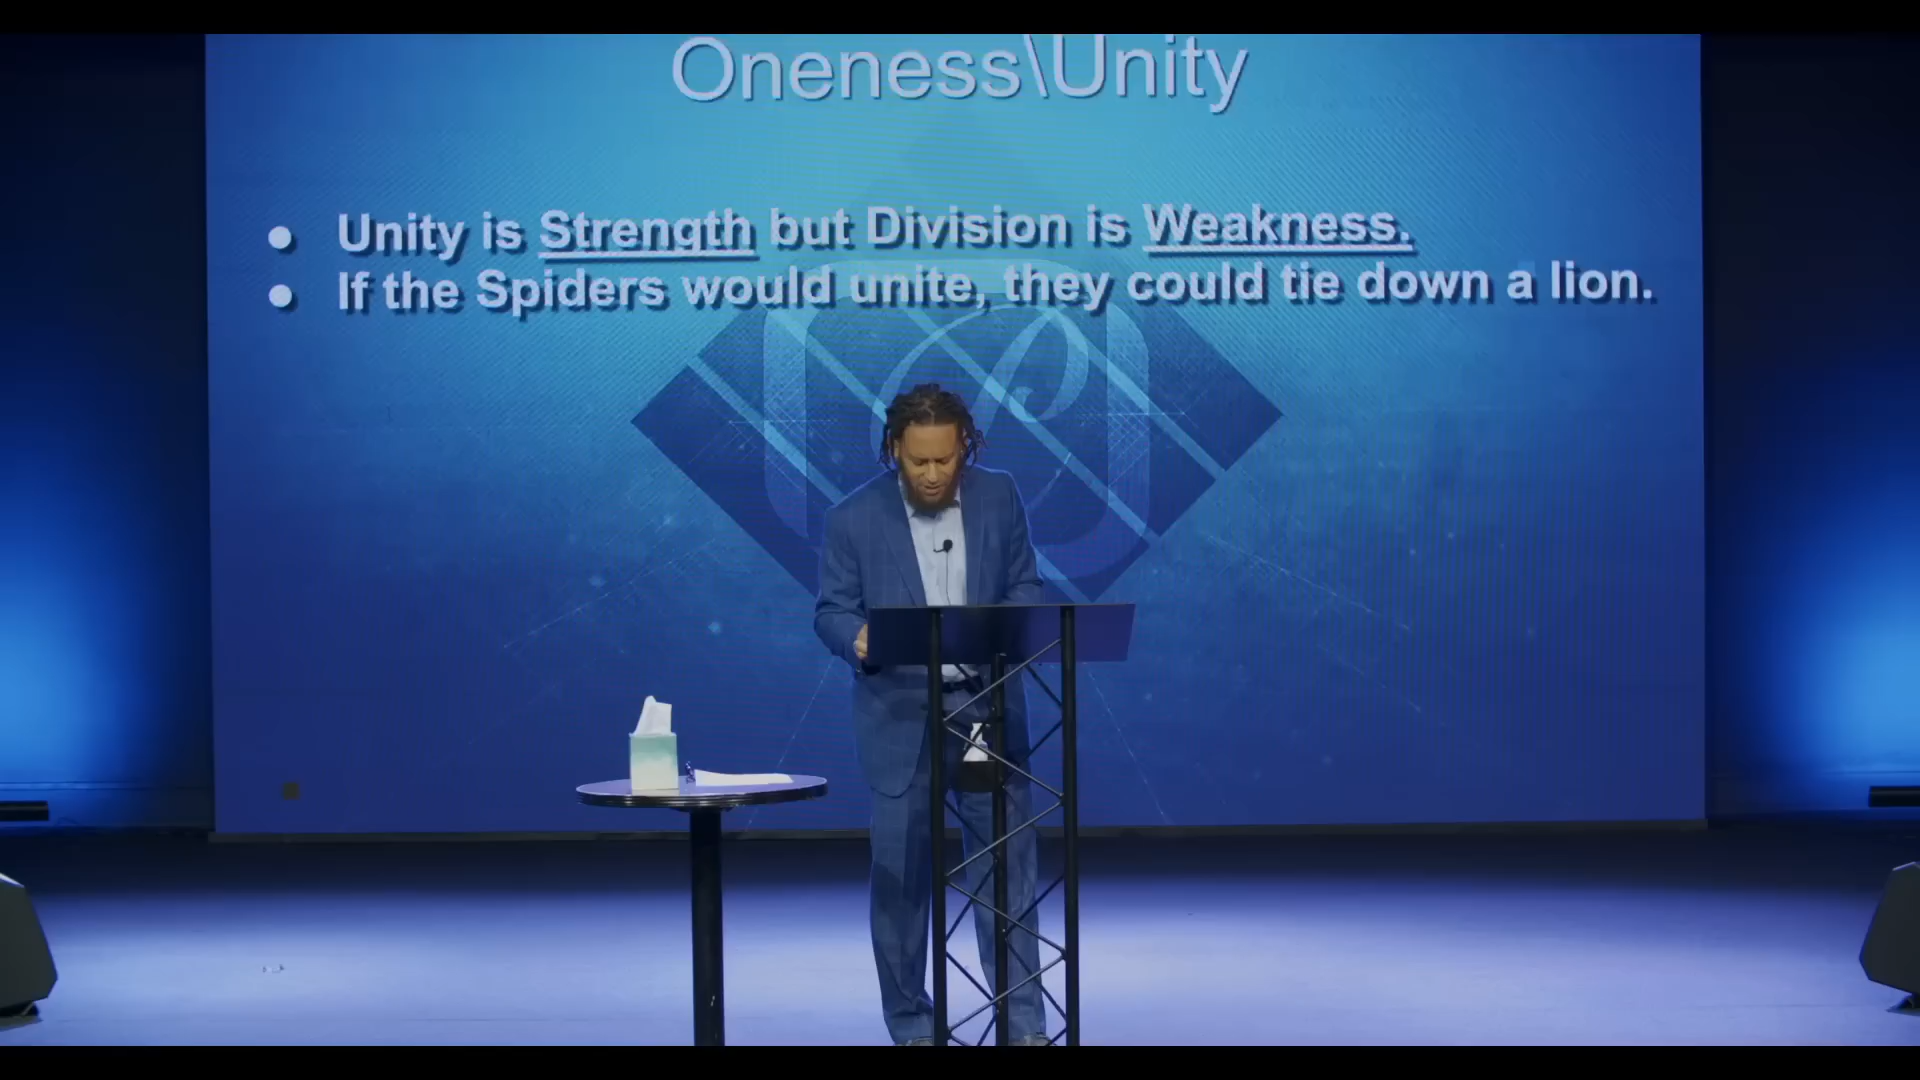 Oneness\Unity
● Unity is Strength but Division is Weakness.
● If the Spiders would unite, they could tie down a lion.